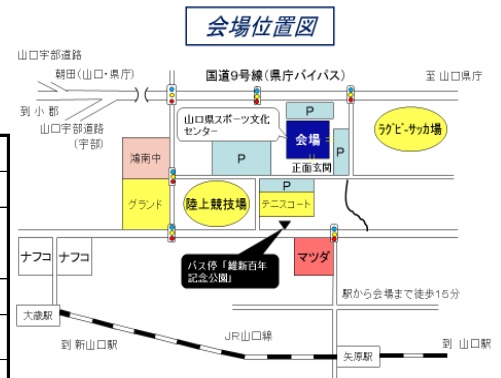 会場位置図
山口宇部道路
朝田(山口・県庁)
国道9号線(県庁バイパス)
至 山口県庁
到 小 郡
山口宇部道路
(宇部)
山口県スポーツ文化
センター
P
会場
P
P
正面玄関
ラグビーサッカ場
鴻南中
グランド
陸上競技場
P
テニスコート
ナフコ
ナフコ
バス停「維新百年
記念公園」
マツダ
駅から会場まで徒歩15分
大歳駅
到 新山口駅
JR山口線
矢原駅
到 山口駅